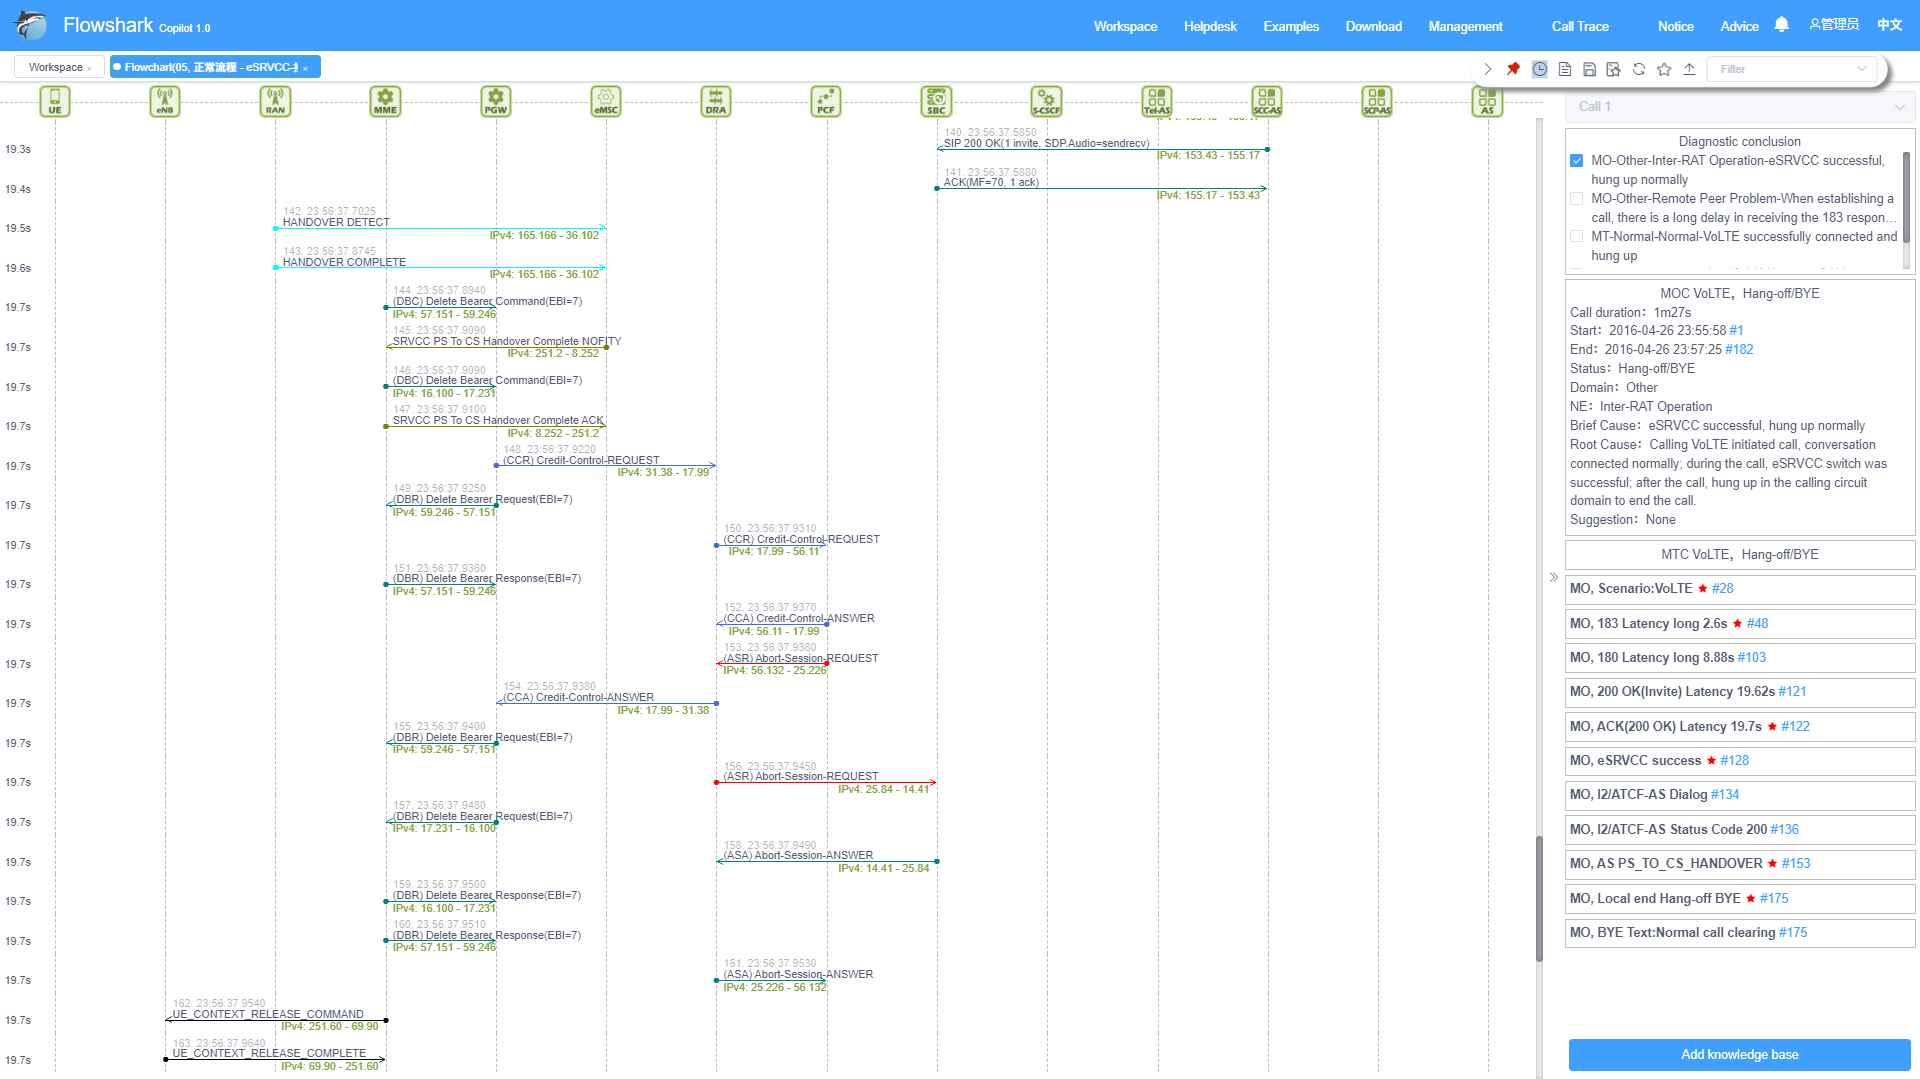 Flowshark Copilot 1.0
Workspace Helpdesk Examples Download Management Call Trace Notice Advice 管理员 中文
Workspace × Flowchart(05, 正常流程 - eSRVCC- ×
Filter
UE eNB RAN MME PGW eMSC DRA PCF SBC S-CSCF Tel-AS SCC-AS SCP-AS AS
140. 23:56:37.5850
19.3s SIP 200 OK(1 invite, SDP.Audio=sendrecv)
IPv4: 153.43 - 155.17
141. 23:56:37.5880
19.4s ACK(MF=70, 1 ack)
IPv4: 155.17 - 153.43
142. 23:56:37.7025
19.5s HANDOVER DETECT
IPv4: 165.166 - 36.102
143. 23:56:37.8745
19.6s HANDOVER COMPLETE
IPv4: 165.166 - 36.102
144. 23:56:37.8940
19.7s (DBC) Delete Bearer Command(EBI=7)
IPv4: 57.151 - 59.246
145. 23:56:37.9090
19.7s SRVCC PS To CS Handover Complete NOFITY
IPv4: 251.2 - 8.252
146. 23:56:37.9090
19.7s (DBC) Delete Bearer Command(EBI=7)
IPv4: 16.100 - 17.231
147. 23:56:37.9100
19.7s SRVCC PS To CS Handover Complete ACK
IPv4: 8.252 - 251.2
148. 23:56:37.9220
19.7s (CCR) Credit-Control-REQUEST
IPv4: 31.38 - 17.99
149. 23:56:37.9250
19.7s (DBR) Delete Bearer Request(EBI=7)
IPv4: 59.246 - 57.151
150. 23:56:37.9310
19.7s (CCR) Credit-Control-REQUEST
IPv4: 17.99 - 56.11
151. 23:56:37.9360
19.7s (DBR) Delete Bearer Response(EBI=7)
IPv4: 57.151 - 59.246
152. 23:56:37.9370
19.7s (CCA) Credit-Control-ANSWER
IPv4: 56.11 - 17.99
153. 23:56:37.9380
19.7s (ASR) Abort-Session-REQUEST
IPv4: 56.132 - 25.226
154. 23:56:37.9380
19.7s (CCA) Credit-Control-ANSWER
IPv4: 17.99 - 31.38
155. 23:56:37.9400
19.7s (DBR) Delete Bearer Request(EBI=7)
IPv4: 59.246 - 57.151
156. 23:56:37.9450
19.7s (ASR) Abort-Session-REQUEST
IPv4: 25.84 - 14.41
157. 23:56:37.9480
19.7s (DBR) Delete Bearer Request(EBI=7)
IPv4: 17.231 - 16.100
158. 23:56:37.9490
19.7s (ASA) Abort-Session-ANSWER
IPv4: 14.41 - 25.84
159. 23:56:37.9500
19.7s (DBR) Delete Bearer Response(EBI=7)
IPv4: 16.100 - 17.231
160. 23:56:37.9510
19.7s (DBR) Delete Bearer Response(EBI=7)
IPv4: 57.151 - 59.246
161. 23:56:37.9530
19.7s (ASA) Abort-Session-ANSWER
IPv4: 25.226 - 56.132
162. 23:56:37.9540
19.7s UE_CONTEXT_RELEASE_COMMAND
IPv4: 251.60 - 69.90
163. 23:56:37.9640
19.7s UE_CONTEXT_RELEASE_COMPLETE
IPv4: 69.90 - 251.60
Call 1
Diagnostic conclusion
MO-Other-Inter-RAT Operation-eSRVCC successful,
hung up normally
MO-Other-Remote Peer Problem-When establishing a
call, there is a long delay in receiving the 183 respon...
MT-Normal-Normal-VoLTE successfully connected and
hung up
MOC VoLTE，Hang-off/BYE
Call duration：1m27s
Start：2016-04-26 23:55:58 #1
End：2016-04-26 23:57:25 #182
Status：Hang-off/BYE
Domain：Other
NE：Inter-RAT Operation
Brief Cause：eSRVCC successful, hung up normally
Root Cause：Calling VoLTE initiated call, conversation
connected normally; during the call, eSRVCC switch was
successful; after the call, hung up in the calling circuit
domain to end the call.
Suggestion：None
MTC VoLTE，Hang-off/BYE
MO, Scenario:VoLTE ★ #28
MO, 183 Latency long 2.6s ★ #48
MO, 180 Latency long 8.88s #103
MO, 200 OK(Invite) Latency 19.62s #121
MO, ACK(200 OK) Latency 19.7s ★ #122
MO, eSRVCC success ★ #128
MO, I2/ATCF-AS Dialog #134
MO, I2/ATCF-AS Status Code 200 #136
MO, AS PS_TO_CS_HANDOVER ★ #153
MO, Local end Hang-off BYE ★ #175
MO, BYE Text:Normal call clearing #175
Add knowledge base